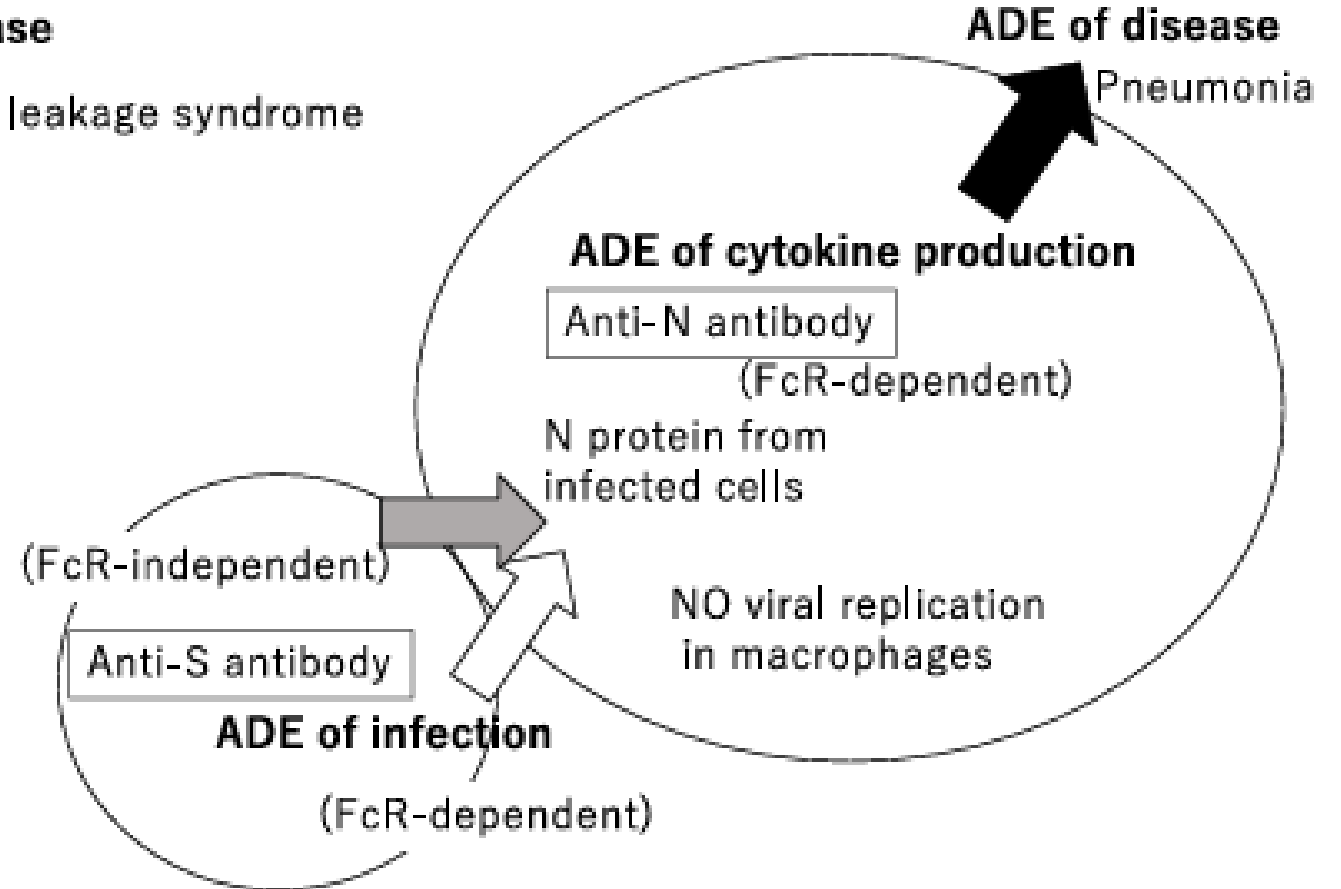 ADE of disease
Pneumonia
leakage syndrome
ADE of cytokine production
Anti-N antibody
(FcR-dependent)
N protein from
infected cells
(FcR-independent)
NO viral replication
in macrophages
Anti-S antibody
ADE of infection
(FcR-dependent)